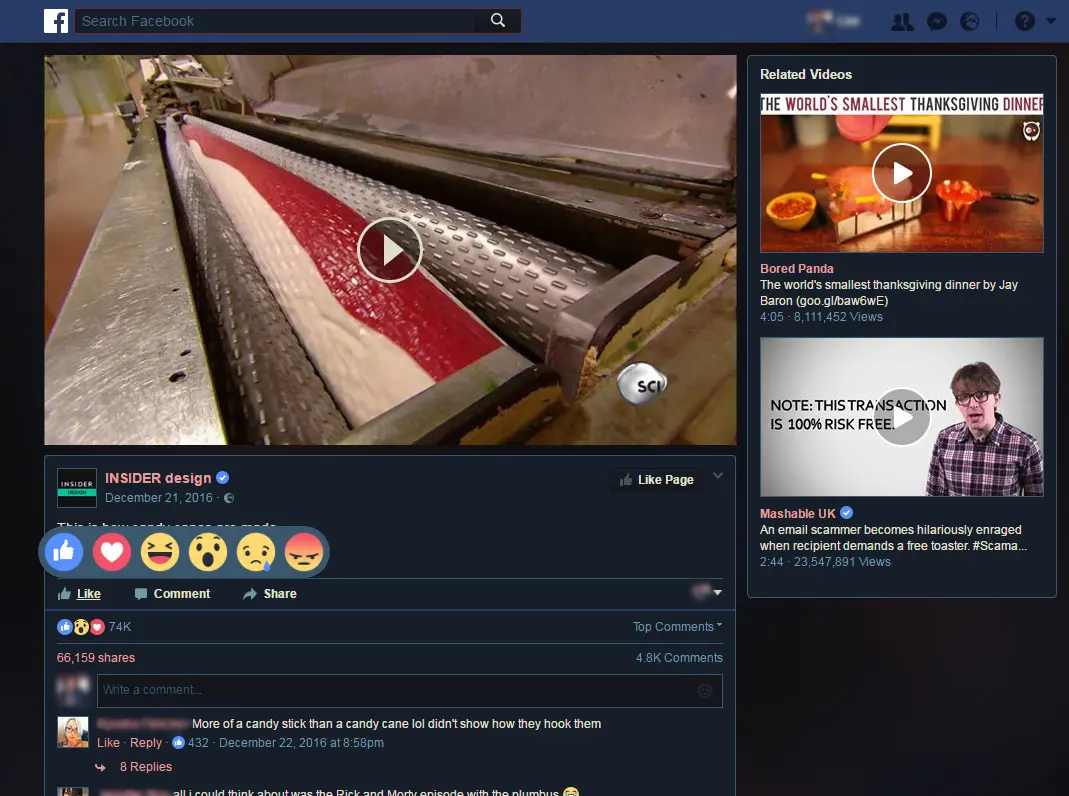 Search Facebook
SCI
INSIDER
DESIGN
INSIDER design
December 21, 2016 ·
Like Page
This is how candy canes are made
Like
Comment
Share
74K
Top Comments
66,159 shares
4.8K Comments
Write a comment...
More of a candy stick than a candy cane lol didn't show how they hook them
Like · Reply · 432 · December 22, 2016 at 8:58pm
8 Replies
all i could think about was the Rick and Morty episode with the plumbus
Related Videos
THE WORLD'S SMALLEST THANKSGIVING DINNER
Bored Panda
The world's smallest thanksgiving dinner by Jay
Baron (goo.gl/baw6wE)
4:05 · 8,111,452 Views
NOTE: THIS TRANSACTION
IS 100% RISK FREE.
Mashable UK
An email scammer becomes hilariously enraged
when recipient demands a free toaster. #Scama...
2:44 · 23,547,891 Views